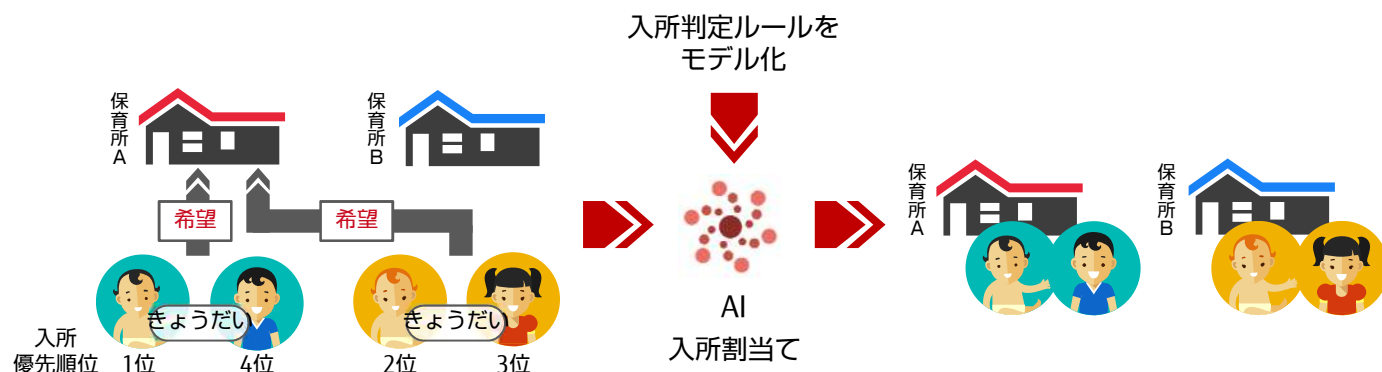 入所判定ルールを
モデル化
保育所A
保育所B
希望
希望
きょうだい
きょうだい
入所
優先順位
1位
4位
2位
3位
AI
入所割当て
保育所A
保育所B